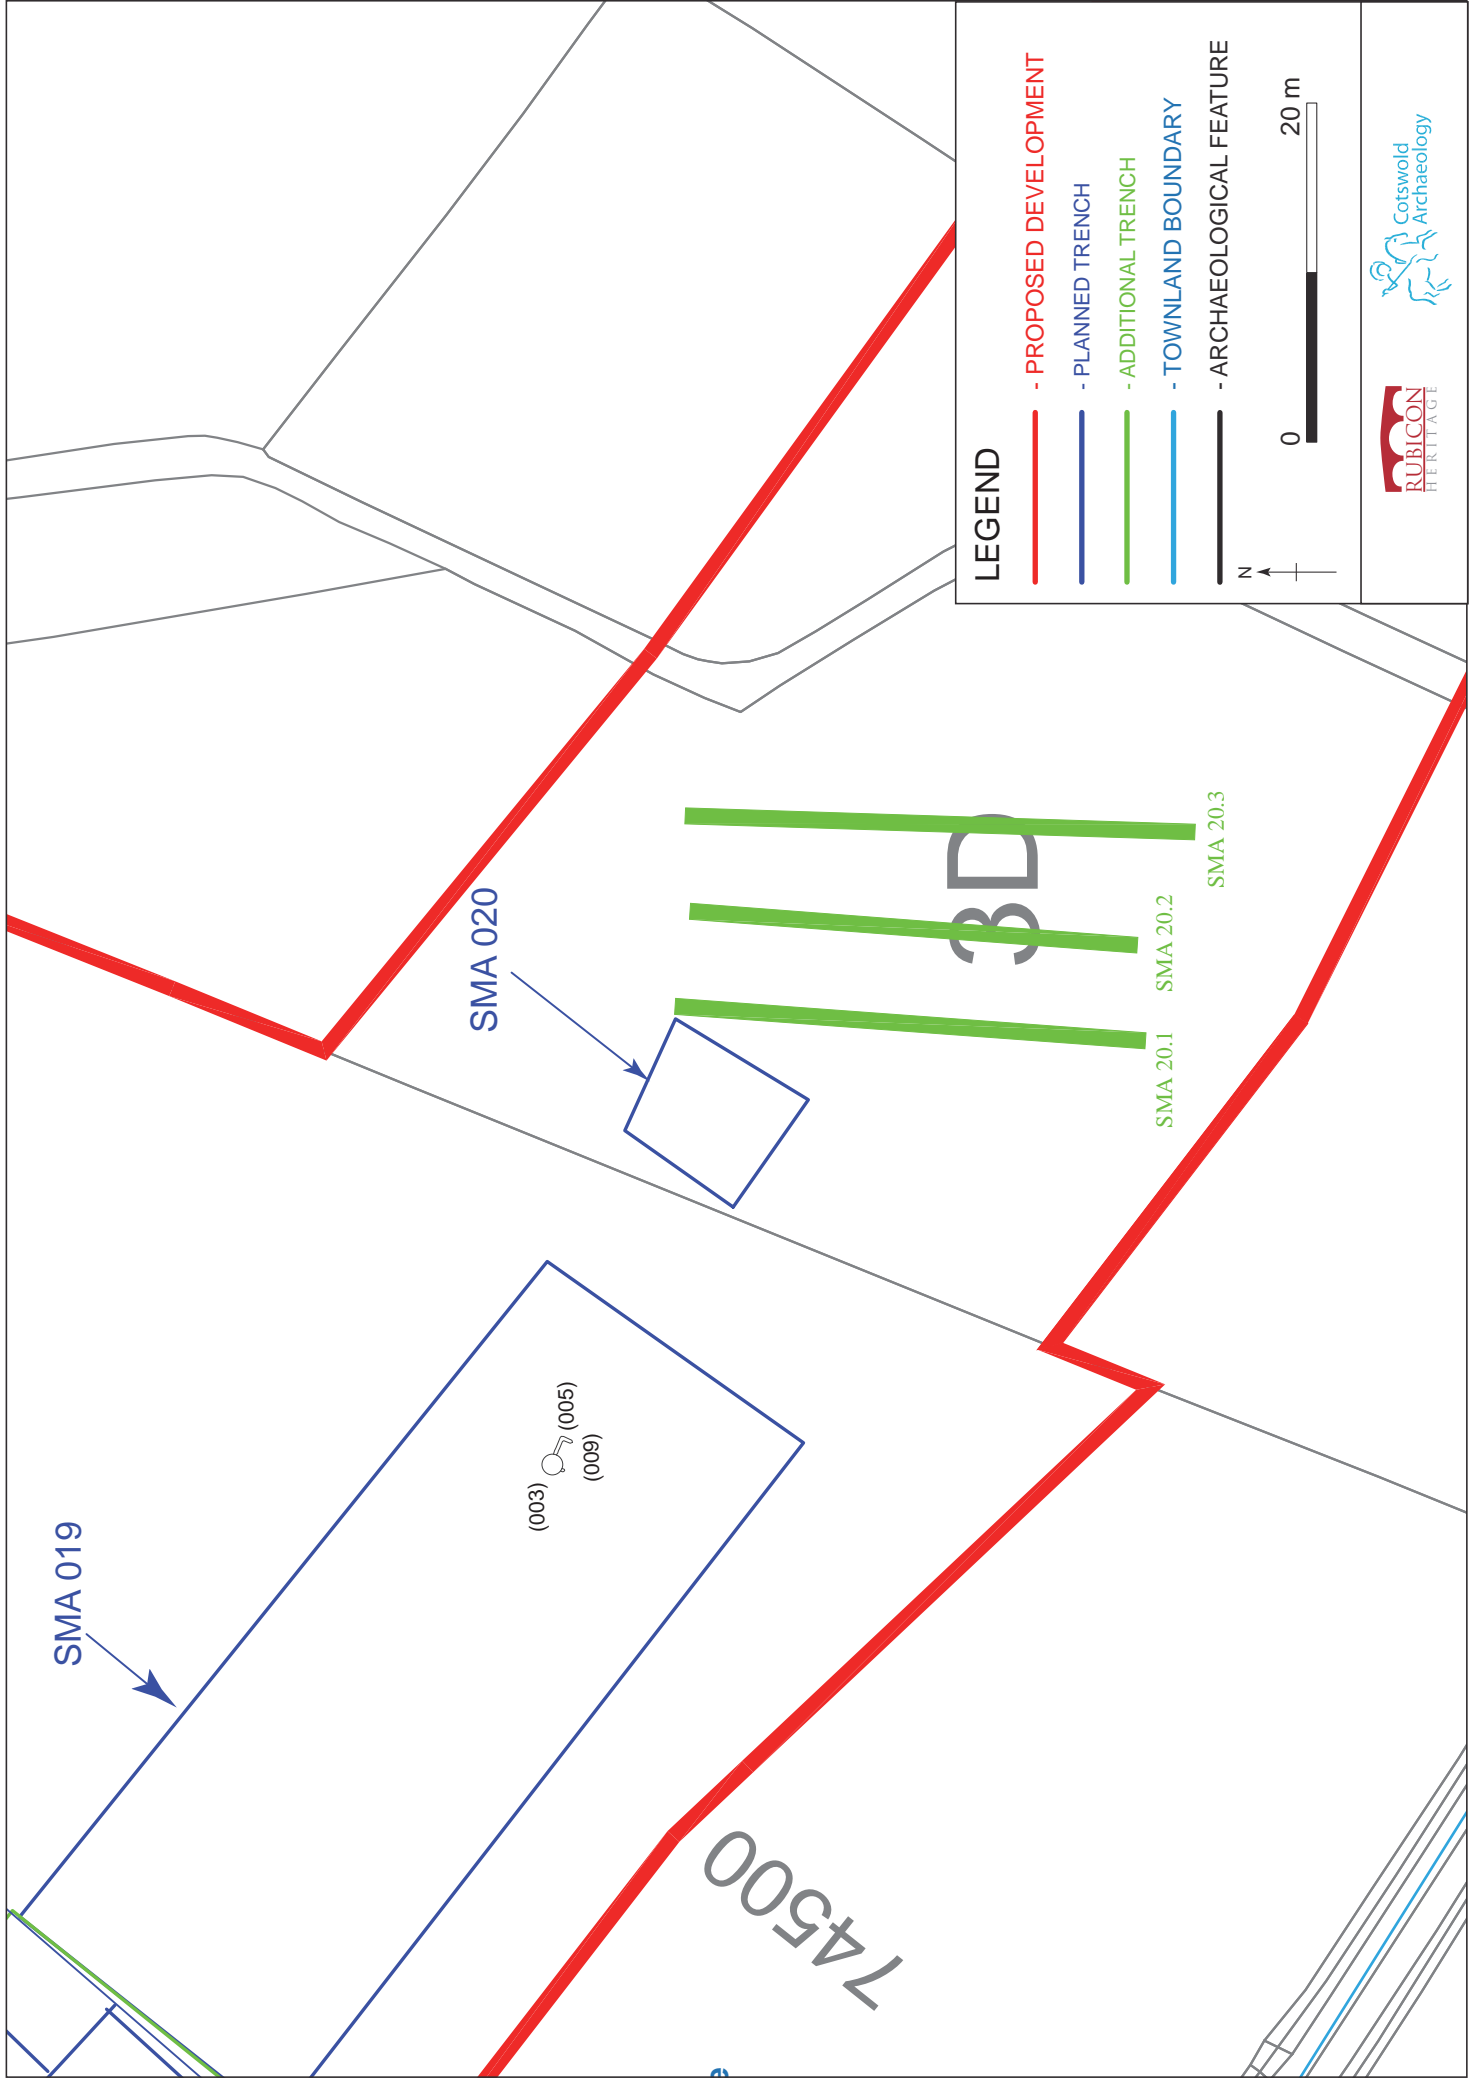 SMA 019
(003)
(005)
(009)
SMA 020
SMA 20.1
SMA 20.2
SMA 20.3
3D
74500
e
LEGEND
- PROPOSED DEVELOPMENT
- PLANNED TRENCH
- ADDITIONAL TRENCH
- TOWNLAND BOUNDARY
- ARCHAEOLOGICAL FEATURE
N
0
20 m
RUBICON
HERITAGE
Cotswold
Archaeology